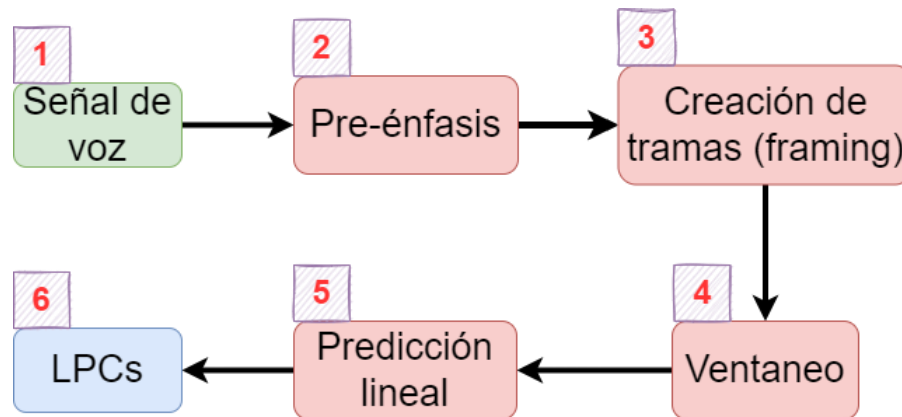 1
Señal de
voz
2
Pre-énfasis
3
Creación de
tramas (framing)
4
Ventaneo
5
Predicción
lineal
6
LPCs